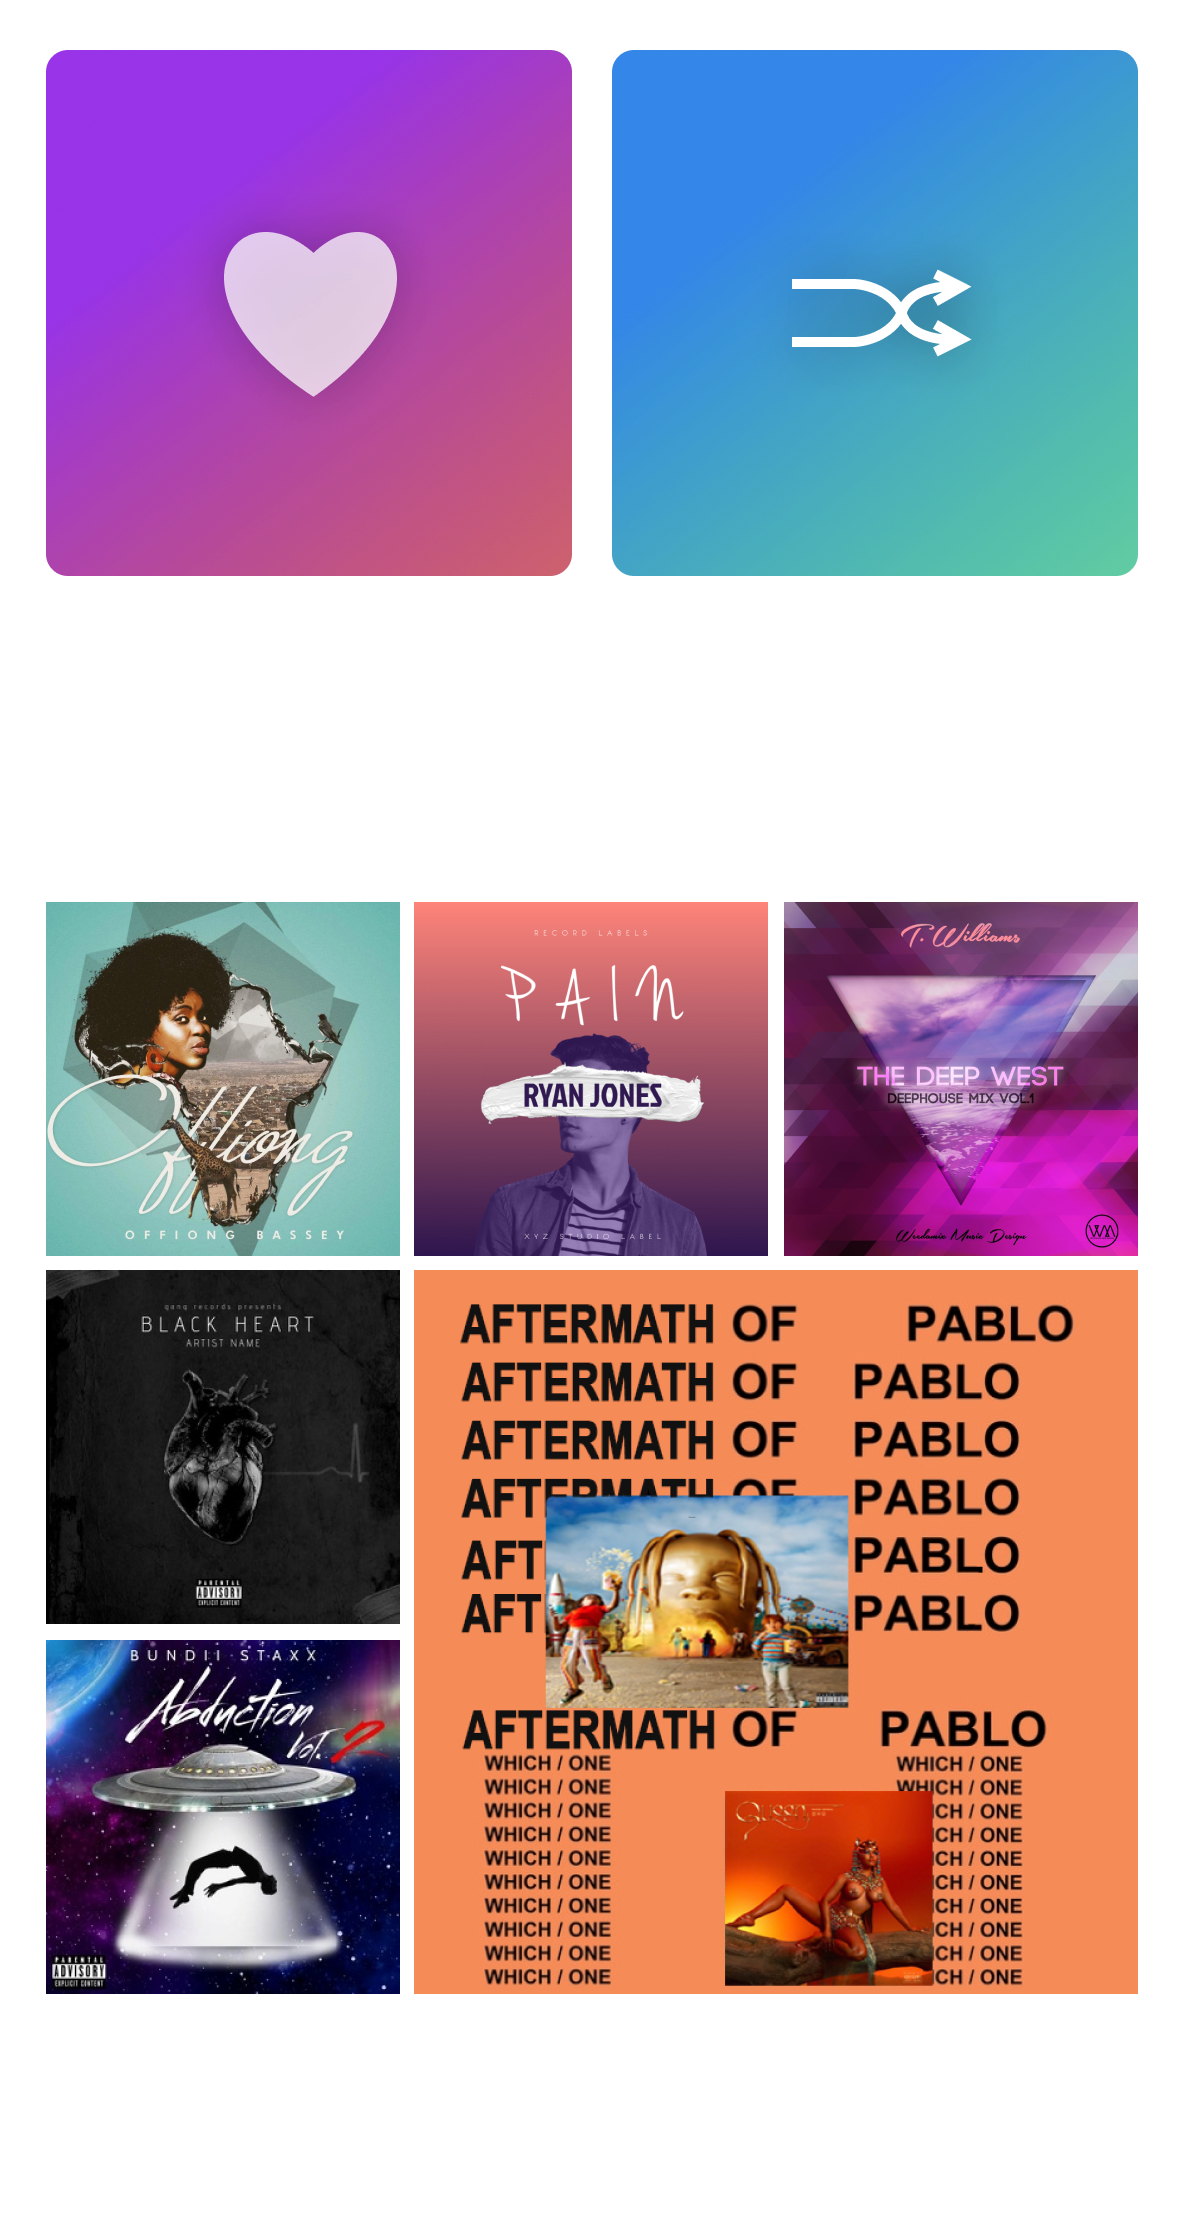 Offiong
OFFIONG BASSEY
RECORD LABELS
PAIN
RYAN JONES
XYZ STUDIO LABEL
T. Williams
THE DEEP WEST
DEEPHOUSE MIX VOL.1
Weedamin Music Design
WM
gang records presents
BLACK HEART
ARTIST NAME
PARENTAL
ADVISORY
EXPLICIT CONTENT
BUNDII STAXX
Abduction
Vol. 2
PARENTAL
ADVISORY
EXPLICIT CONTENT
AFTERMATH OF PABLO
AFTERMATH OF PABLO
AFTERMATH OF PABLO
AFTERMATH OF PABLO
AFT PABLO
AFT PABLO
AFTERMATH OF PABLO
WHICH / ONE WHICH / ONE
WHICH / ONE WHICH / ONE
WHICH / ONE ICH / ONE
WHICH / ONE ICH / ONE
WHICH / ONE ICH / ONE
WHICH / ONE CH / ONE
WHICH / ONE CH / ONE
WHICH / ONE CH / ONE
WHICH / ONE CH / ONE
WHICH / ONE CH / ONE
Queen